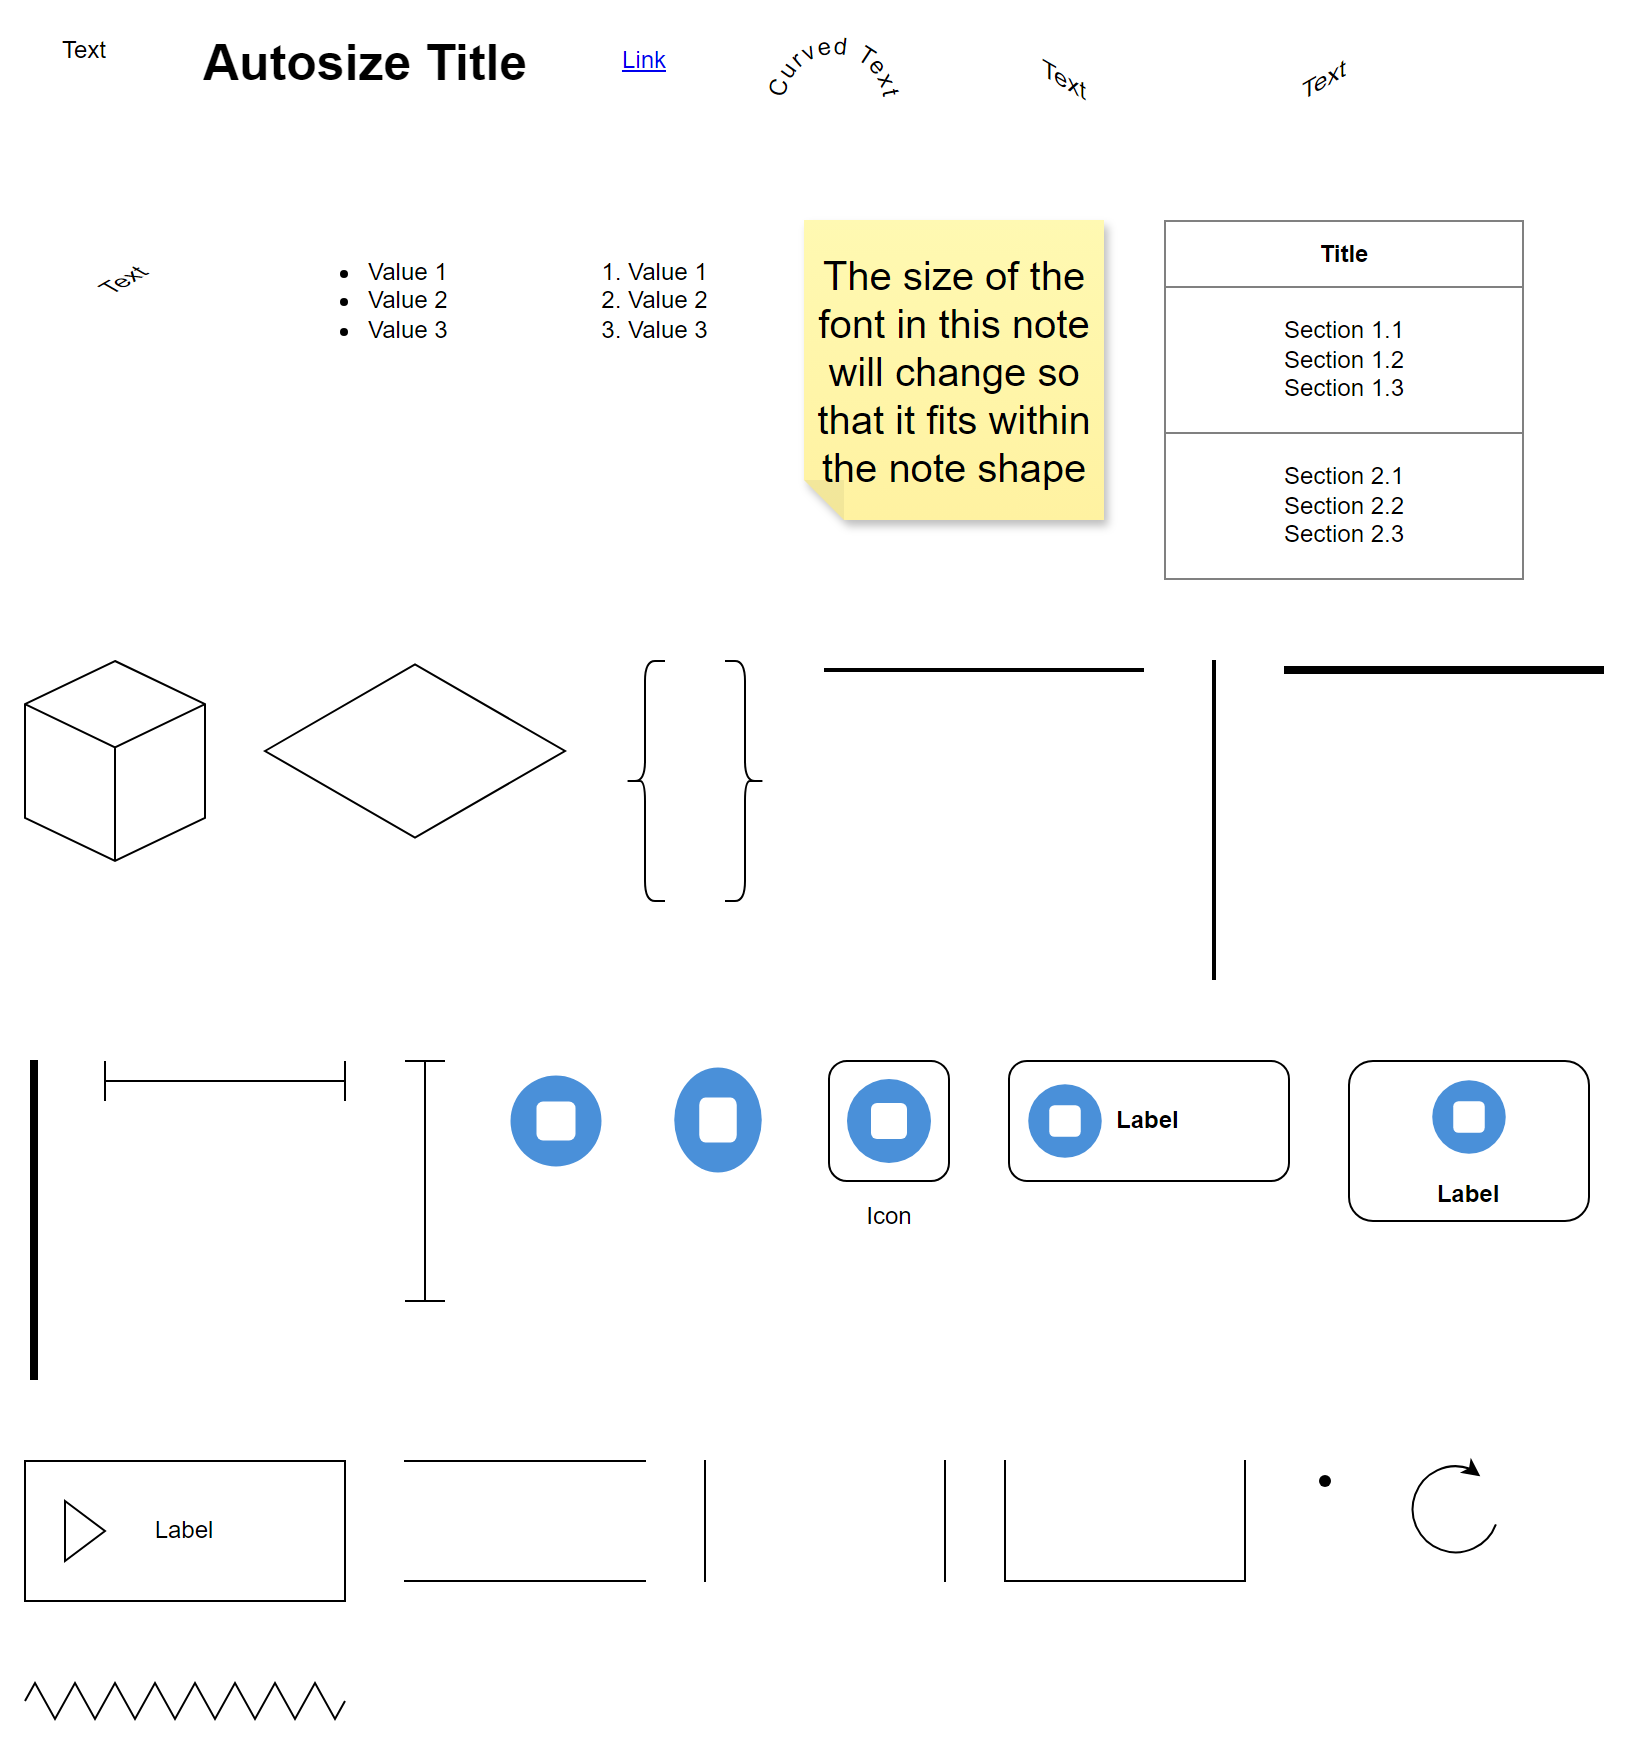 Text
Autosize Title
Link
Curved Text
Text
Text
Text
• Value 1
• Value 2
• Value 3
1. Value 1
2. Value 2
3. Value 3
The size of the
font in this note
will change so
that it fits within
the note shape
Title
Section 1.1
Section 1.2
Section 1.3
Section 2.1
Section 2.2
Section 2.3
Icon
Label
Label
Label